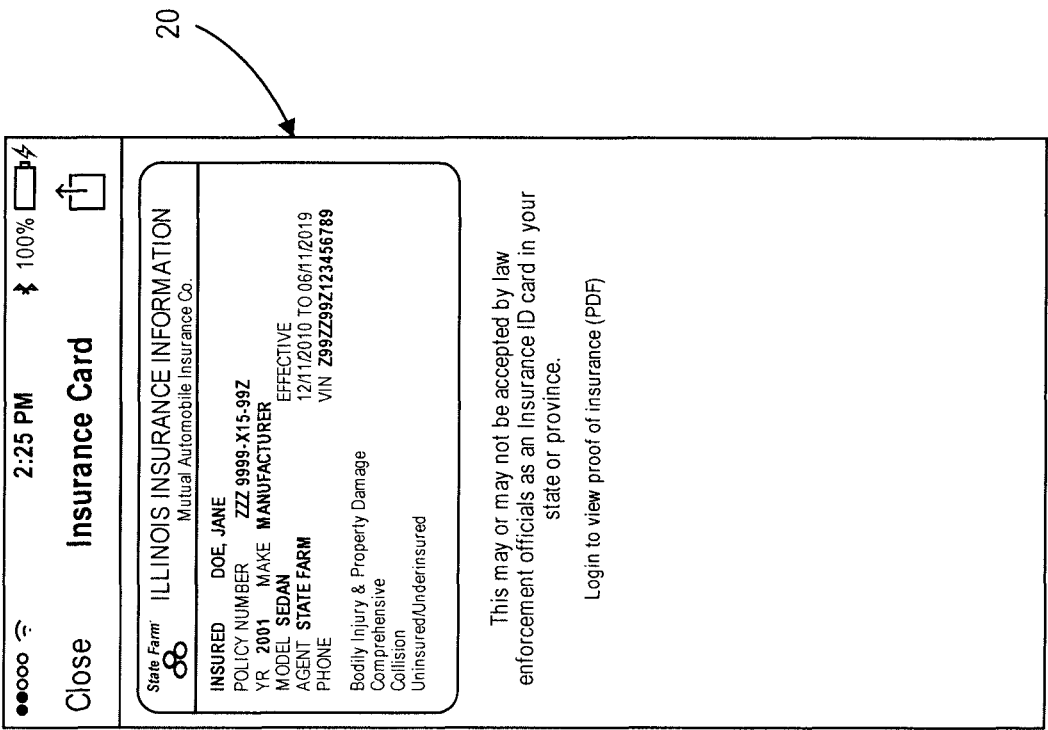 2:25 PM 100%
Close Insurance Card
State Farm ILLINOIS INSURANCE INFORMATION
Mutual Automobile Insurance Co.
INSURED DOE, JANE
POLICY NUMBER ZZZ 9999-X15-99Z
YR 2001 MAKE MANUFACTURER
MODEL SEDAN EFFECTIVE
AGENT STATE FARM 12/11/2010 TO 06/11/2019
PHONE VIN Z99ZZ99Z123456789
Bodily Injury & Property Damage
Comprehensive
Collision
Uninsured/Underinsured
This may or may not be accepted by law
enforcement officials as an Insurance ID card in your
state or province.
Login to view proof of insurance (PDF)
20